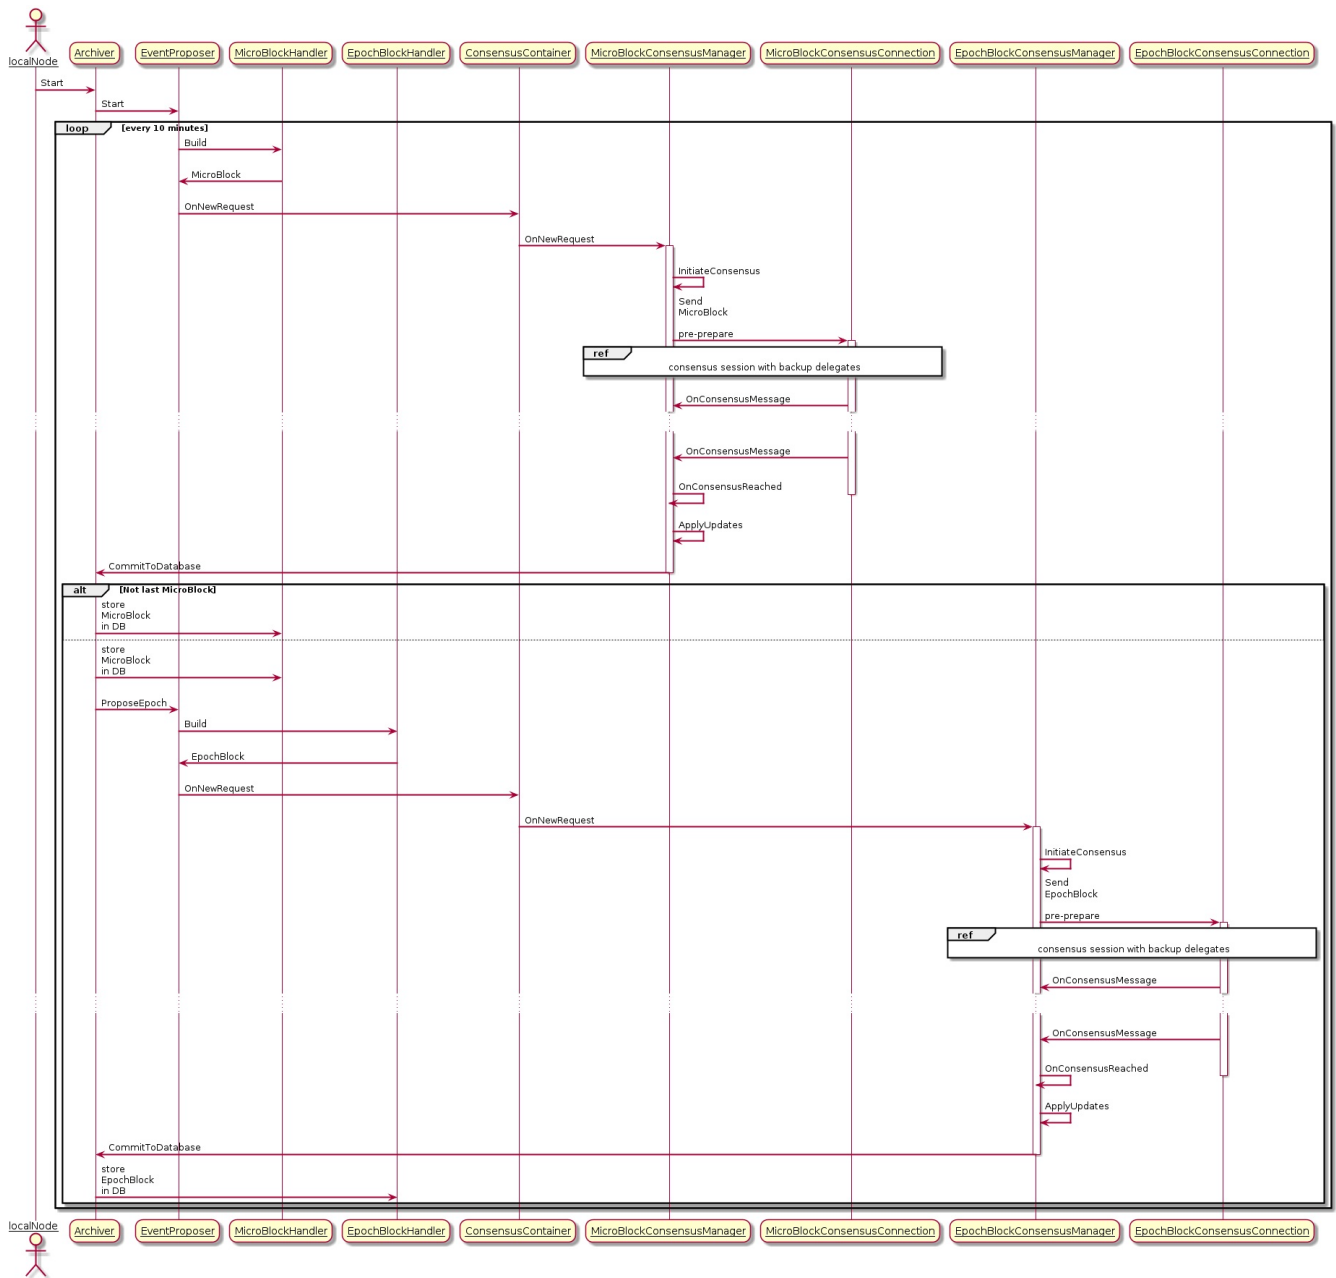 localNode
Archiver
EventProposer
MicroBlockHandler
EpochBlockHandler
ConsensusContainer
MicroBlockConsensusManager
MicroBlockConsensusConnection
EpochBlockConsensusManager
EpochBlockConsensusConnection
Start
Start
loop
[every 10 minutes]
Build
MicroBlock
OnNewRequest
OnNewRequest
InitiateConsensus
Send
MicroBlock
pre-prepare
ref
consensus session with backup delegates
OnConsensusMessage
OnConsensusMessage
OnConsensusReached
ApplyUpdates
CommitToDatabase
alt
[Not last MicroBlock]
store
MicroBlock
in DB
store
MicroBlock
in DB
ProposeEpoch
Build
EpochBlock
OnNewRequest
OnNewRequest
InitiateConsensus
Send
EpochBlock
pre-prepare
ref
consensus session with backup delegates
OnConsensusMessage
OnConsensusMessage
OnConsensusReached
ApplyUpdates
CommitToDatabase
store
EpochBlock
in DB
localNode
Archiver
EventProposer
MicroBlockHandler
EpochBlockHandler
ConsensusContainer
MicroBlockConsensusManager
MicroBlockConsensusConnection
EpochBlockConsensusManager
EpochBlockConsensusConnection